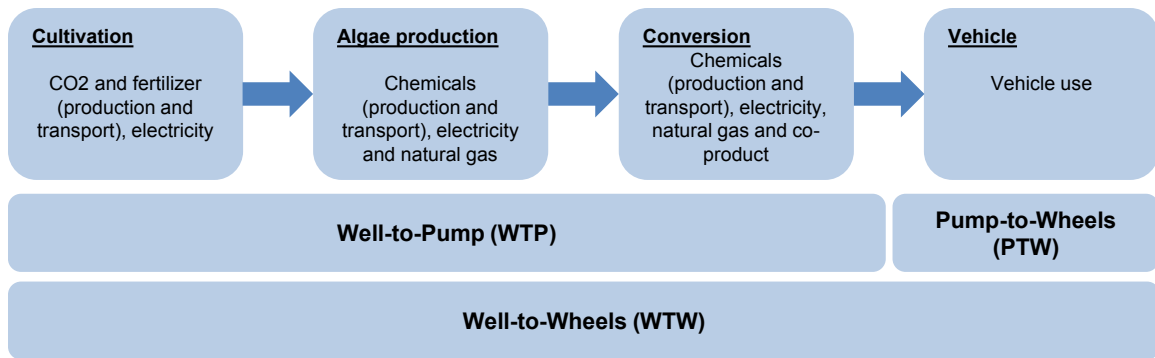 Cultivation
CO2 and fertilizer
(production and
transport), electricity
Algae production
Chemicals
(production and
transport), electricity
and natural gas
Conversion
Chemicals
(production and
transport), electricity,
natural gas and co-
product
Vehicle
Vehicle use
Well-to-Pump (WTP)
Pump-to-Wheels
(PTW)
Well-to-Wheels (WTW)